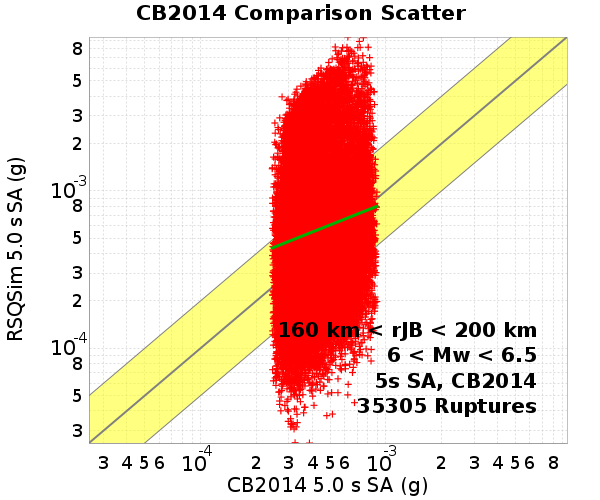 CB2014 Comparison Scatter
RSQSim 5.0 s SA (g)
8
5
3
2
10-3
8
5
3
2
10-4
8
5
3
160 km < rJB < 200 km
6 < Mw < 6.5
5s SA, CB2014
35305 Ruptures
3 4 5 6 10-4 2 3 4 5 6 10-3 2 3 4 5 6 8
CB2014 5.0 s SA (g)